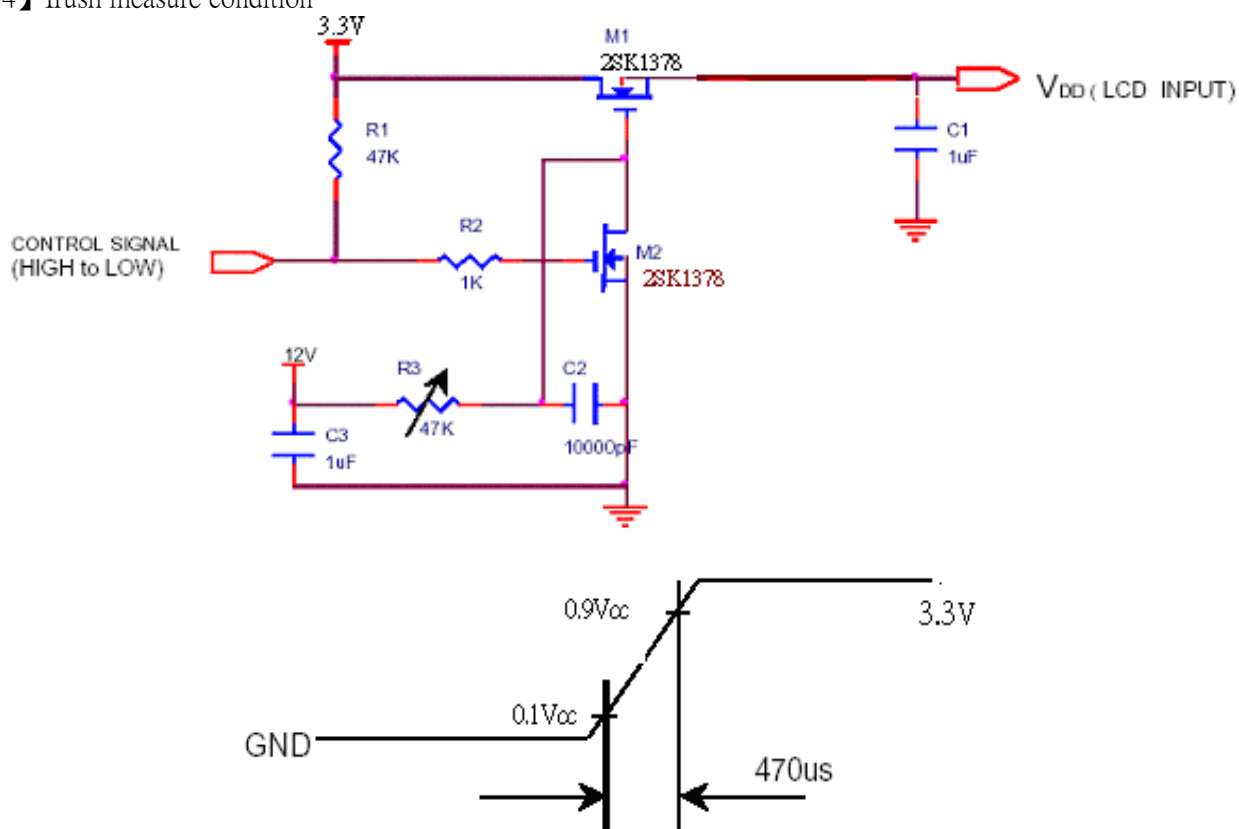 4】Irush measure condition
3.3V
M1
2SK1378
VDD ( LCD INPUT)
R1
47K
C1
1uF
CONTROL SIGNAL
(HIGH to LOW)
R2
1K
M2
2SK1378
12V
R3
47K
C2
10000pF
C3
1uF
0.9Vcc
3.3V
0.1Vcc
GND
470us